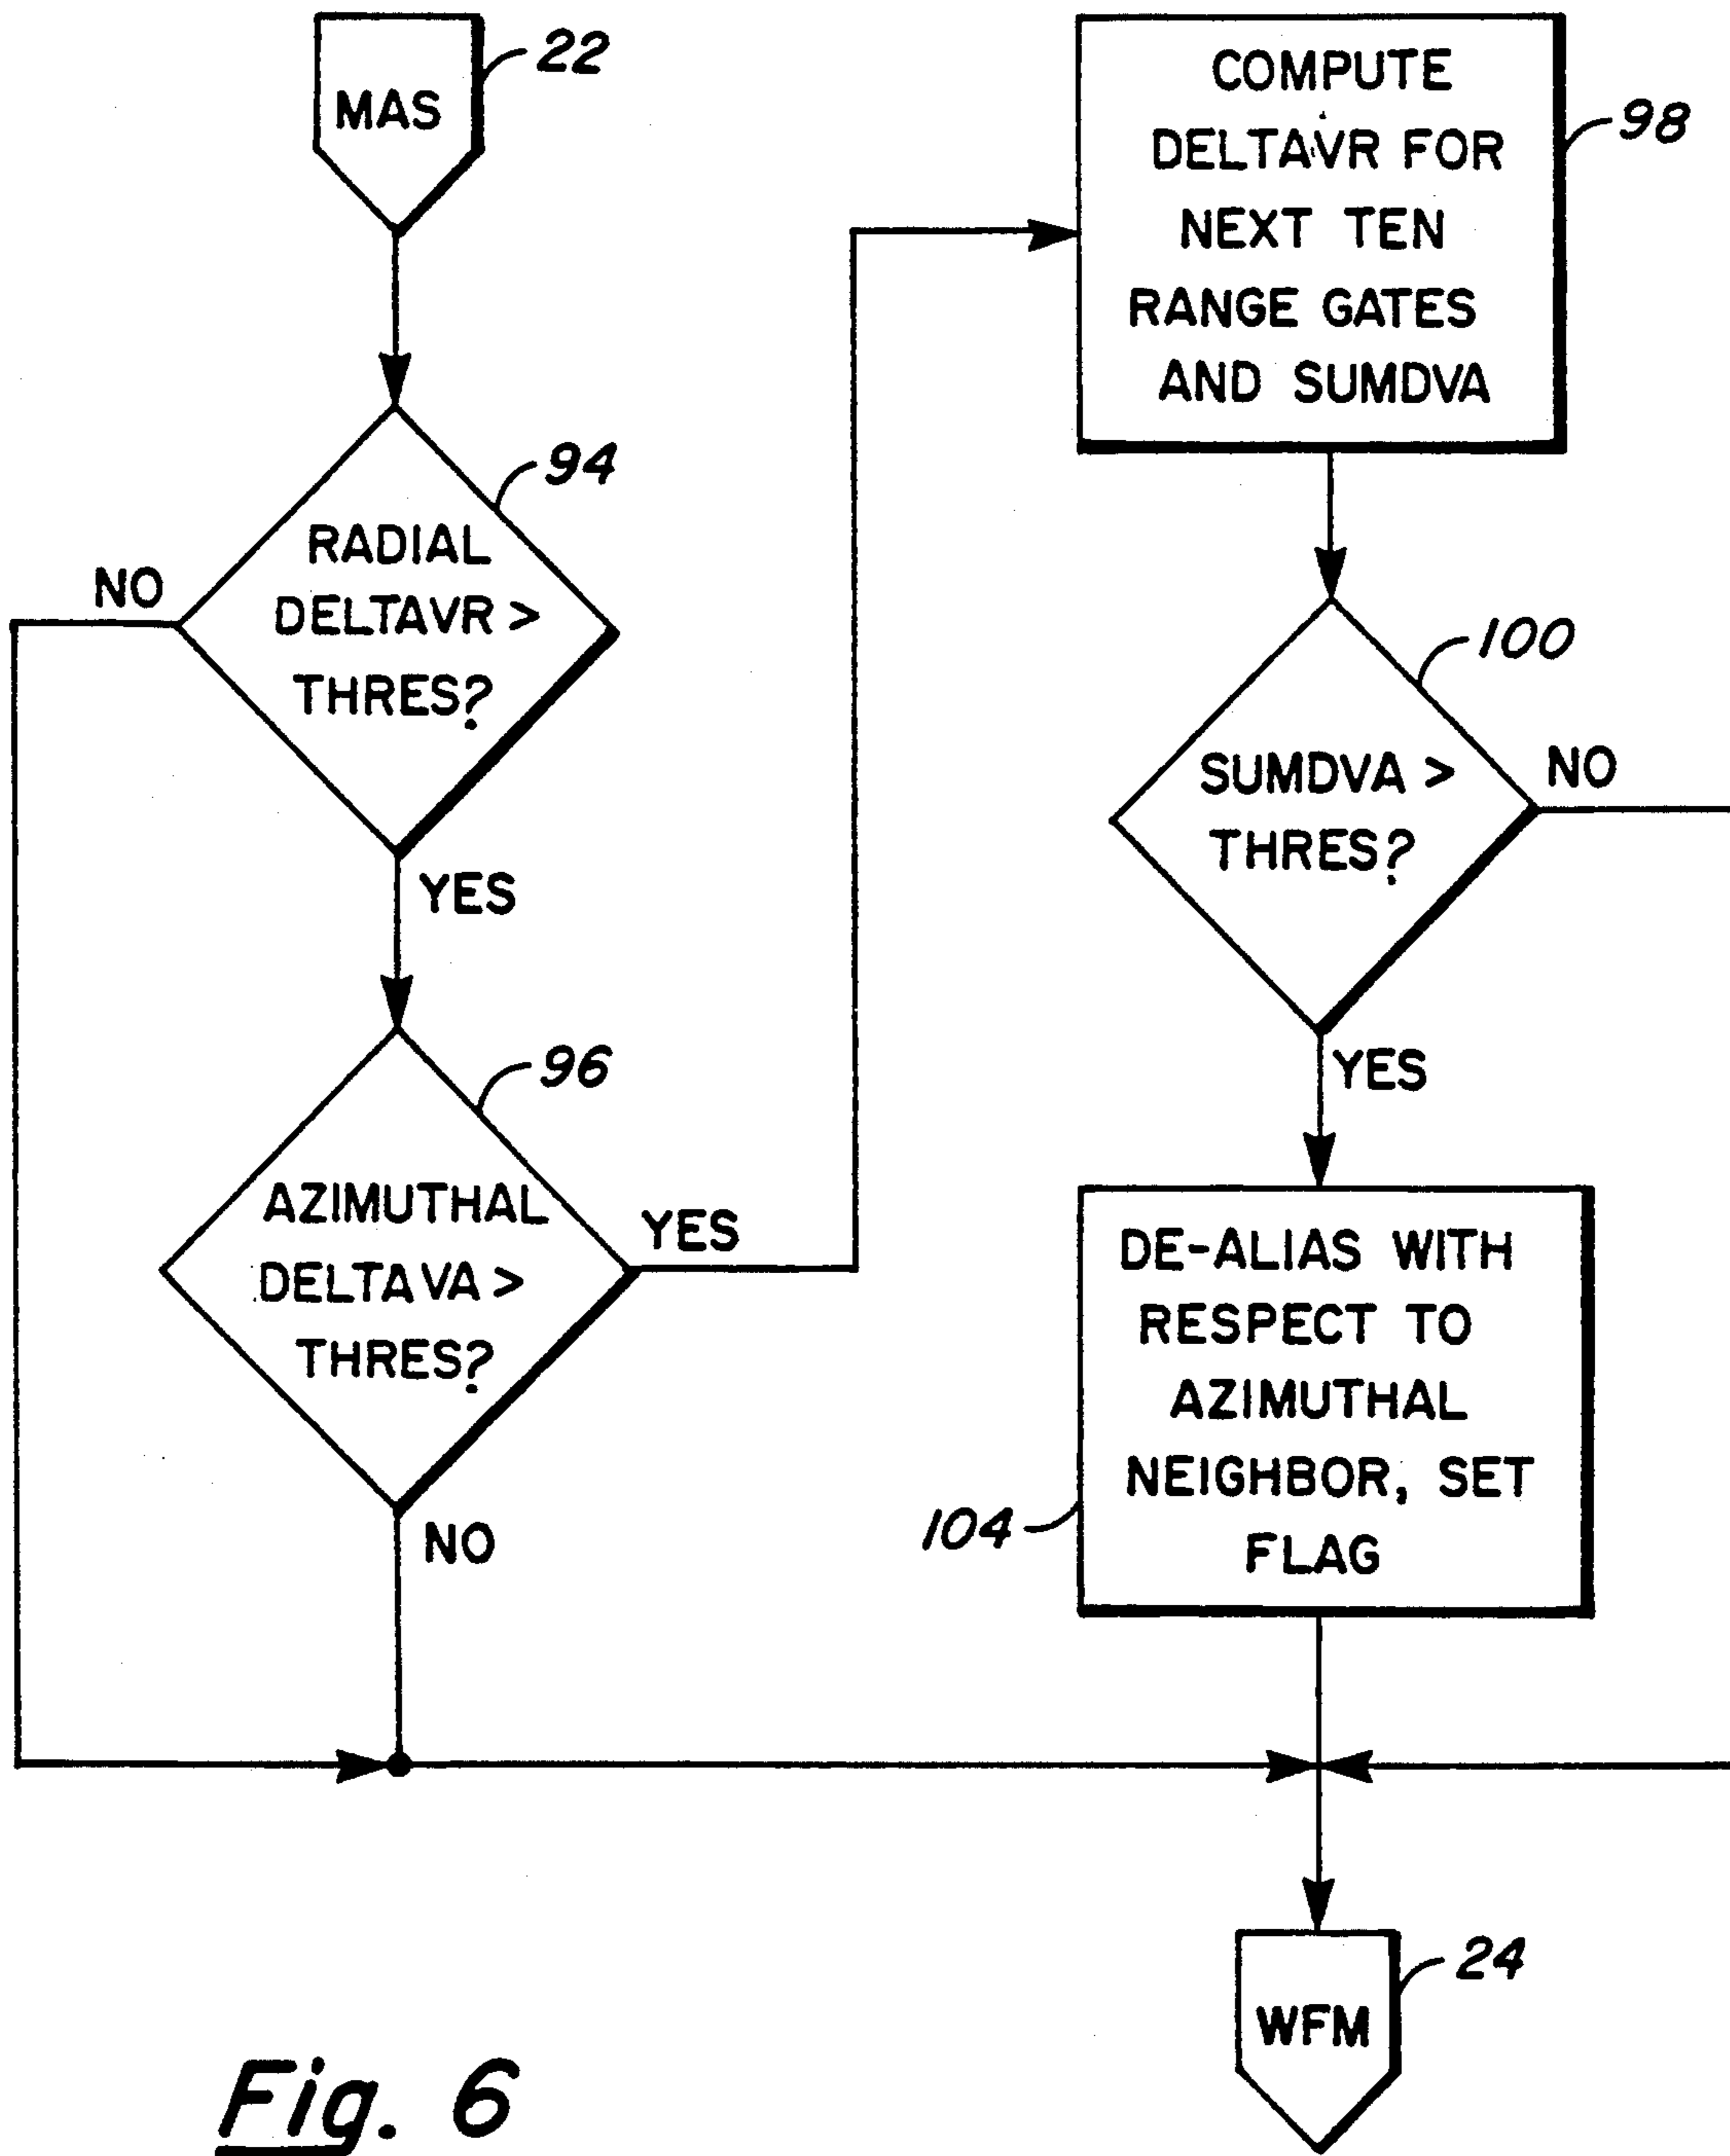 22
MAS
94
RADIAL
DELTAVR >
THRES?
NO
YES
96
AZIMUTHAL
DELTAVA >
THRES?
YES
NO
98
COMPUTE
DELTAVR FOR
NEXT TEN
RANGE GATES
AND SUMDVA
100
SUMDVA >
THRES?
NO
YES
DE-ALIAS WITH
RESPECT TO
AZIMUTHAL
NEIGHBOR, SET
FLAG
104
24
WFM
Fig. 6